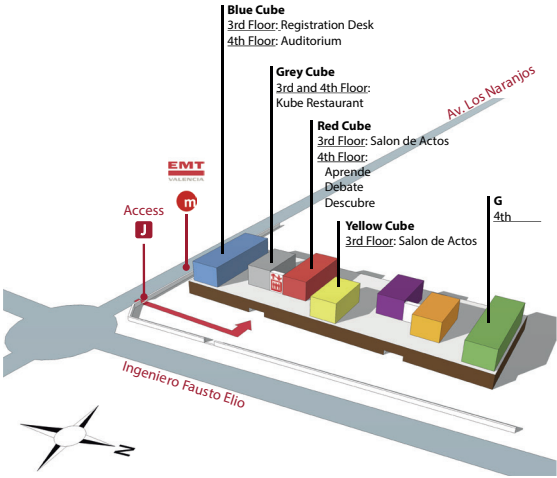 Blue Cube
3rd Floor: Registration Desk
4th Floor: Auditorium
Grey Cube
3rd and 4th Floor:
Kube Restaurant
Av. Los Naranjos
Red Cube
3rd Floor: Salon de Actos
4th Floor:
Aprende
Debate
Descubre
EMT
VALENCIA
m
Access
J
G
4th
Yellow Cube
3rd Floor: Salon de Actos
Ingeniero Fausto Elio
N